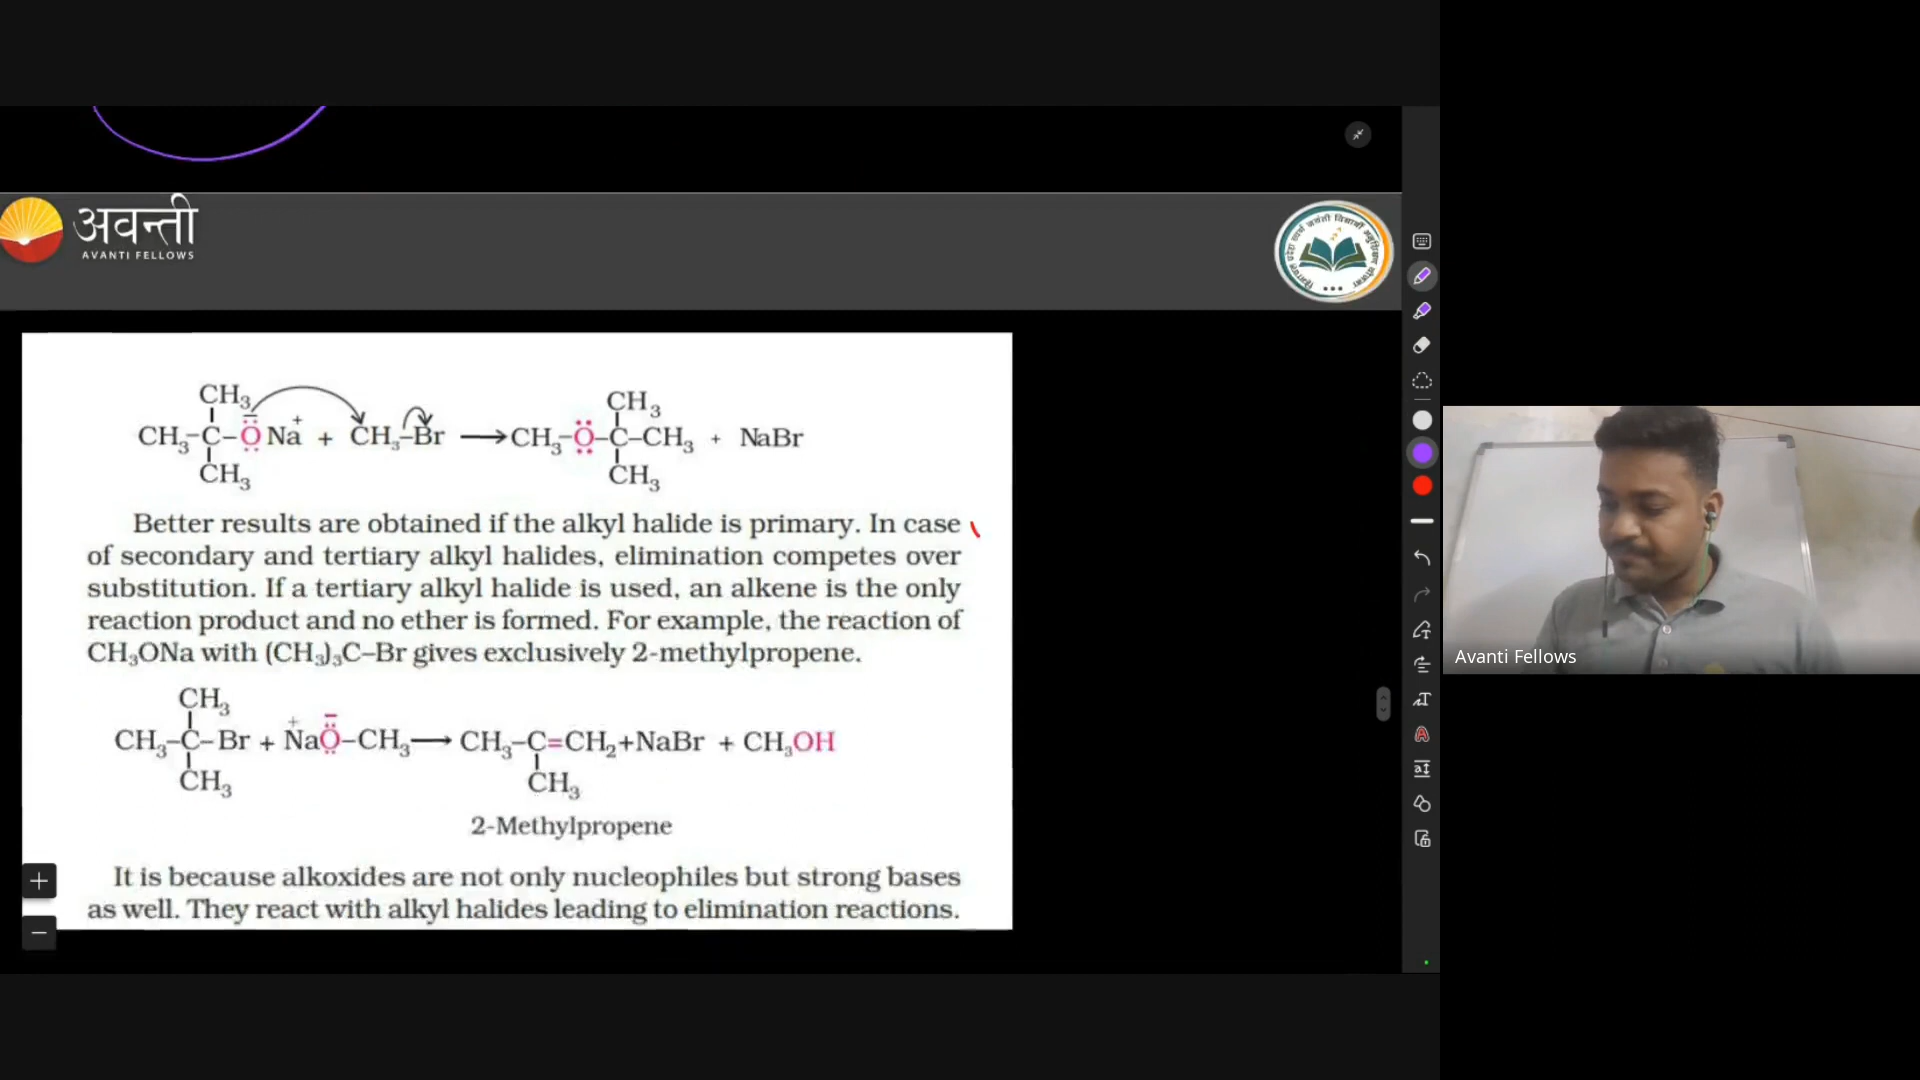 अवन्ती
AVANTI FELLOWS
CH₃
CH₃–C–ÖNa⁺ + CH₃–Br ⟶ CH₃–Ö–C–CH₃ + NaBr
CH₃
CH₃
CH₃
Better results are obtained if the alkyl halide is primary. In case
of secondary and tertiary alkyl halides, elimination competes over
substitution. If a tertiary alkyl halide is used, an alkene is the only
reaction product and no ether is formed. For example, the reaction of
CH₃ONa with (CH₃)₃C–Br gives exclusively 2-methylpropene.
CH₃
CH₃–C–Br + Na⁺Ö⁻–CH₃ ⟶ CH₃–C=CH₂+NaBr + CH₃OH
CH₃
CH₃
2-Methylpropene
It is because alkoxides are not only nucleophiles but strong bases
as well. They react with alkyl halides leading to elimination reactions.
Avanti Fellows